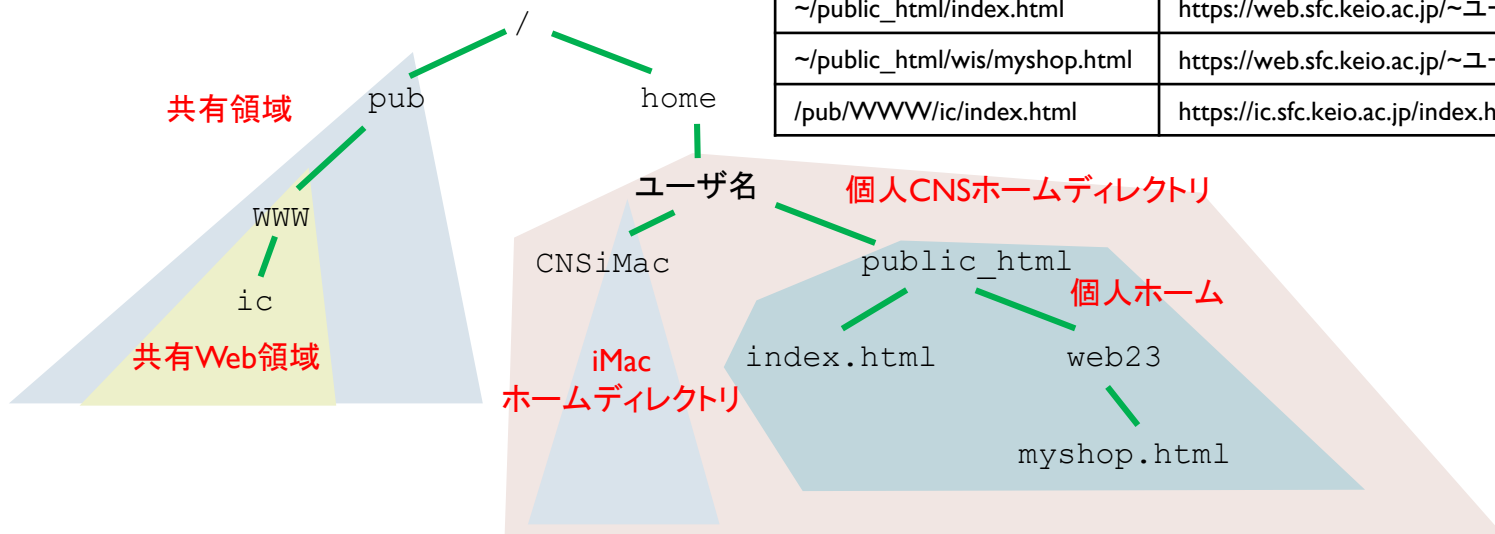 /
~/public_html/index.html https://web.sfc.keio.ac.jp/~ユー
~/public_html/wis/myshop.html https://web.sfc.keio.ac.jp/~ユー
/pub/WWW/ic/index.html https://ic.sfc.keio.ac.jp/index.h
共有領域
pub
home
ユーザ名
個人CNSホームディレクトリ
WWW
CNSiMac
public_html
ic
個人ホーム
共有Web領域
iMac
ホームディレクトリ
index.html
web23
myshop.html